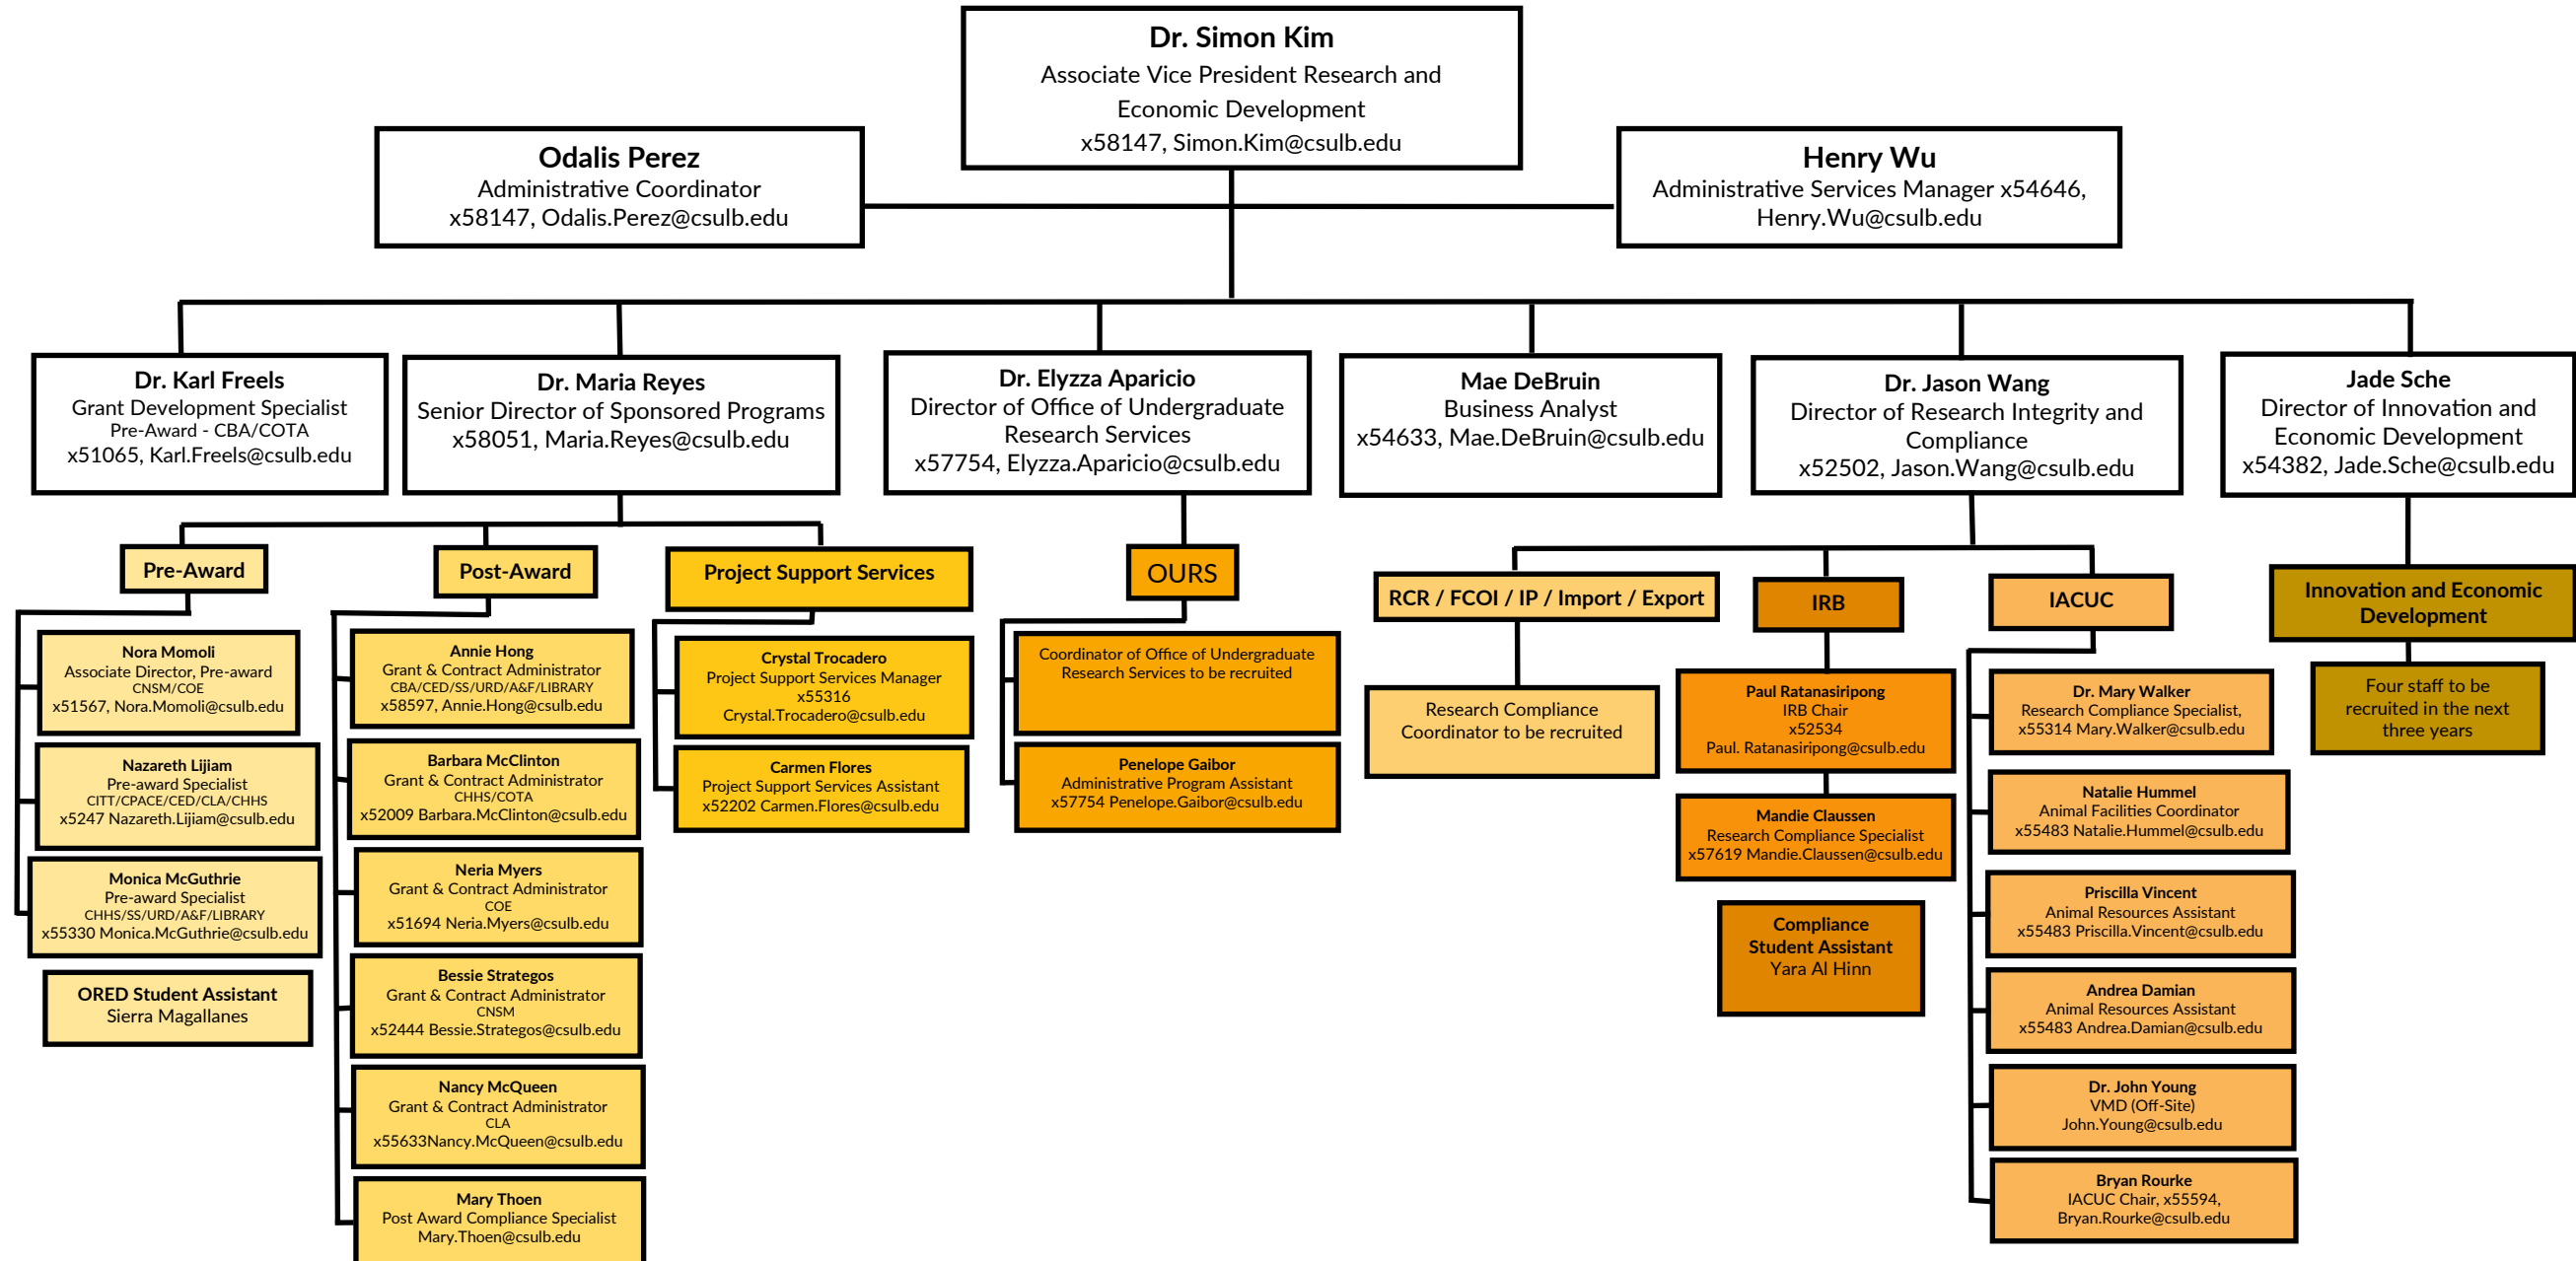 Dr. Simon Kim
Associate Vice President Research and
Economic Development
x58147, Simon.Kim@csulb.edu
Odalis Perez
Administrative Coordinator
x58147, Odalis.Perez@csulb.edu
Henry Wu
Administrative Services Manager x54646,
Henry.Wu@csulb.edu
Dr. Karl Freels
Grant Development Specialist
Pre-Award - CBA/COTA
x51065, Karl.Freels@csulb.edu
Dr. Maria Reyes
Senior Director of Sponsored Programs
x58051, Maria.Reyes@csulb.edu
Dr. Elyzza Aparicio
Director of Office of Undergraduate
Research Services
x57754, Elyzza.Aparicio@csulb.edu
Mae DeBruin
Business Analyst
x54633, Mae.DeBruin@csulb.edu
Dr. Jason Wang
Director of Research Integrity and
Compliance
x52502, Jason.Wang@csulb.edu
Jade Sche
Director of Innovation and
Economic Development
x54382, Jade.Sche@csulb.edu
Pre-Award
Nora Momoli
Associate Director, Pre-award
CNSM/COE
x51567, Nora.Momoli@csulb.edu
Nazareth Lijiam
Pre-award Specialist
CITT/CPACE/CED/CLA/CHHS
x5247 Nazareth.Lijiam@csulb.edu
Monica McGuthrie
Pre-award Specialist
CHHS/SS/URD/A&F/LIBRARY
x55330 Monica.McGuthrie@csulb.edu
ORED Student Assistant
Sierra Magallanes
Post-Award
Annie Hong
Grant & Contract Administrator
CBA/CED/SS/URD/A&F/LIBRARY
x58597, Annie.Hong@csulb.edu
Barbara McClinton
Grant & Contract Administrator
CHHS/COTA
x52009 Barbara.McClinton@csulb.edu
Neria Myers
Grant & Contract Administrator
COE
x51694 Neria.Myers@csulb.edu
Bessie Strategos
Grant & Contract Administrator
CNSM
x52444 Bessie.Strategos@csulb.edu
Nancy McQueen
Grant & Contract Administrator
CLA
x55633Nancy.McQueen@csulb.edu
Mary Thoen
Post Award Compliance Specialist
Mary.Thoen@csulb.edu
Project Support Services
Crystal Trocadero
Project Support Services Manager
x55316
Crystal.Trocadero@csulb.edu
Carmen Flores
Project Support Services Assistant
x52202 Carmen.Flores@csulb.edu
OURS
Coordinator of Office of Undergraduate
Research Services to be recruited
Penelope Gaibor
Administrative Program Assistant
x57754 Penelope.Gaibor@csulb.edu
RCR / FCOI / IP / Import / Export
Research Compliance
Coordinator to be recruited
IRB
Paul Ratanasiripong
IRB Chair
x52534
Paul. Ratanasiripong@csulb.edu
Mandie Claussen
Research Compliance Specialist
x57619 Mandie.Claussen@csulb.edu
Compliance
Student Assistant
Yara Al Hinn
IACUC
Dr. Mary Walker
Research Compliance Specialist,
x55314 Mary.Walker@csulb.edu
Natalie Hummel
Animal Facilities Coordinator
x55483 Natalie.Hummel@csulb.edu
Priscilla Vincent
Animal Resources Assistant
x55483 Priscilla.Vincent@csulb.edu
Andrea Damian
Animal Resources Assistant
x55483 Andrea.Damian@csulb.edu
Dr. John Young
VMD (Off-Site)
John.Young@csulb.edu
Bryan Rourke
IACUC Chair, x55594,
Bryan.Rourke@csulb.edu
Innovation and Economic
Development
Four staff to be
recruited in the next
three years